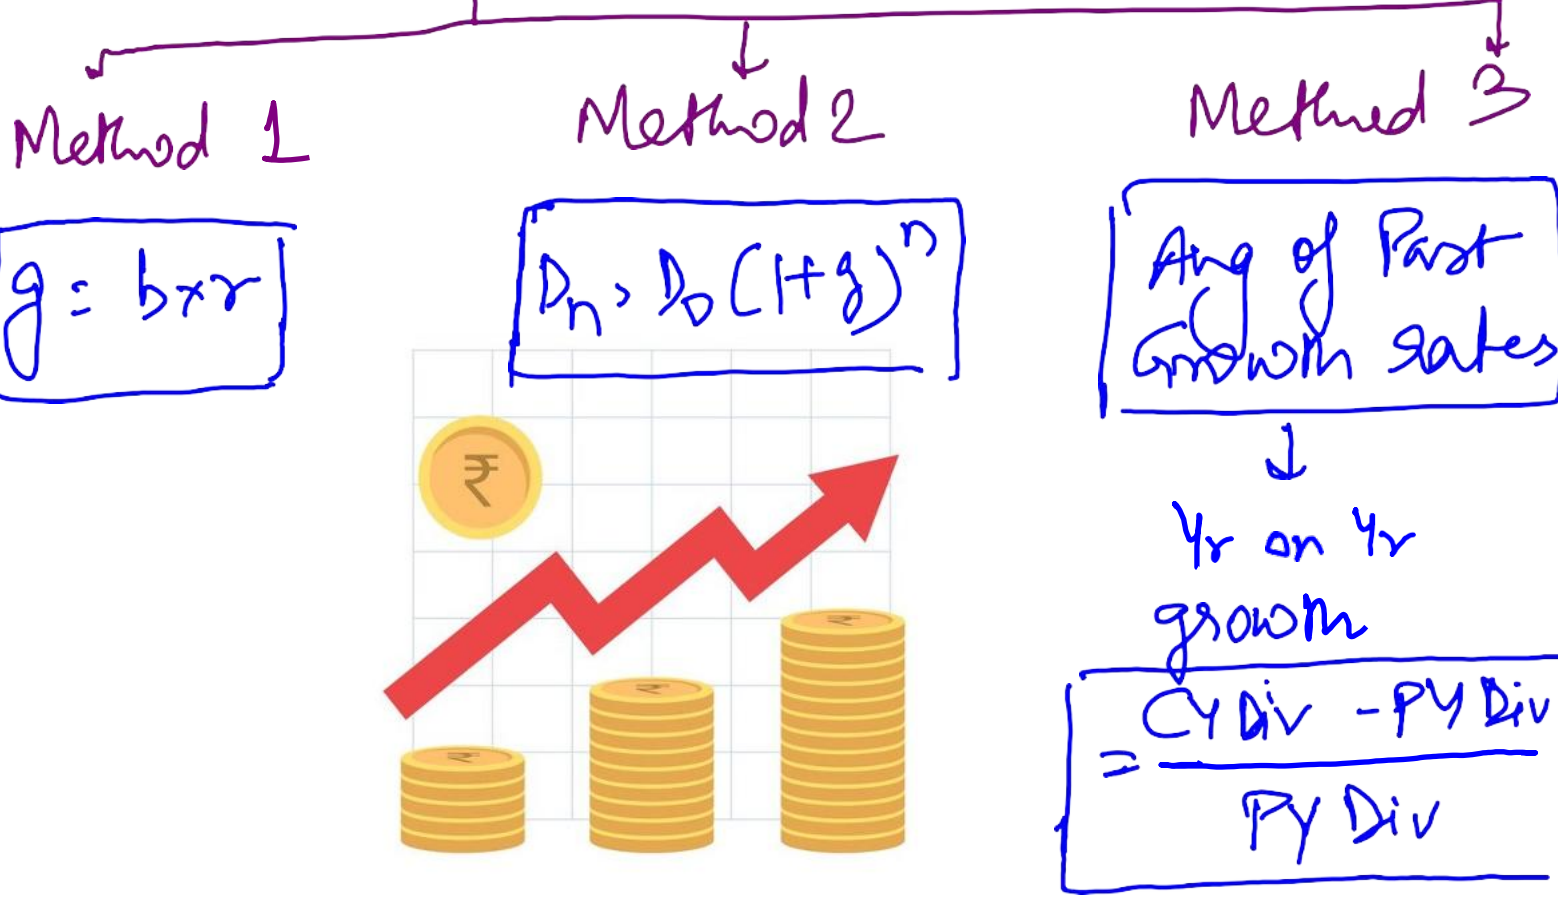 Method 1
g = b×r
Method 2
Dn = D0 (1+g)^n
Method 3
Avg of Past
Growth rates
Yr on Yr
growth
= CY Div - PY Div
PY Div
₹
₹
₹
₹